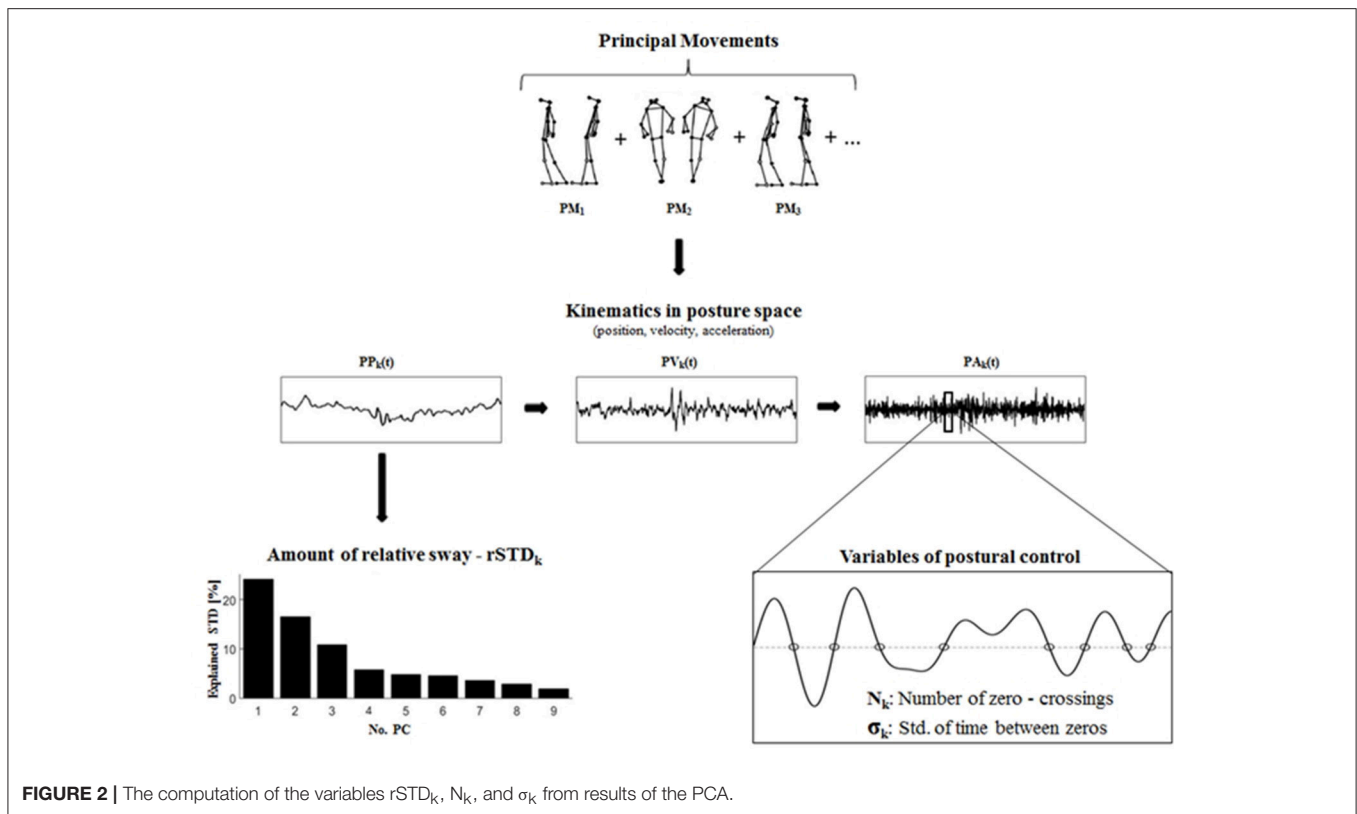 Principal Movements
+ + + ...
PM₁ PM₂ PM₃
Kinematics in posture space
(position, velocity, acceleration)
PPₖ(t) PVₖ(t) PAₖ(t)
Amount of relative sway - rSTDₖ
Explained STD [%]
20
10
0
1 2 3 4 5 6 7 8 9
No. PC
Variables of postural control
Nₖ: Number of zero - crossings
σₖ: Std. of time between zeros
FIGURE 2 | The computation of the variables rSTDₖ, Nₖ, and σₖ from results of the PCA.